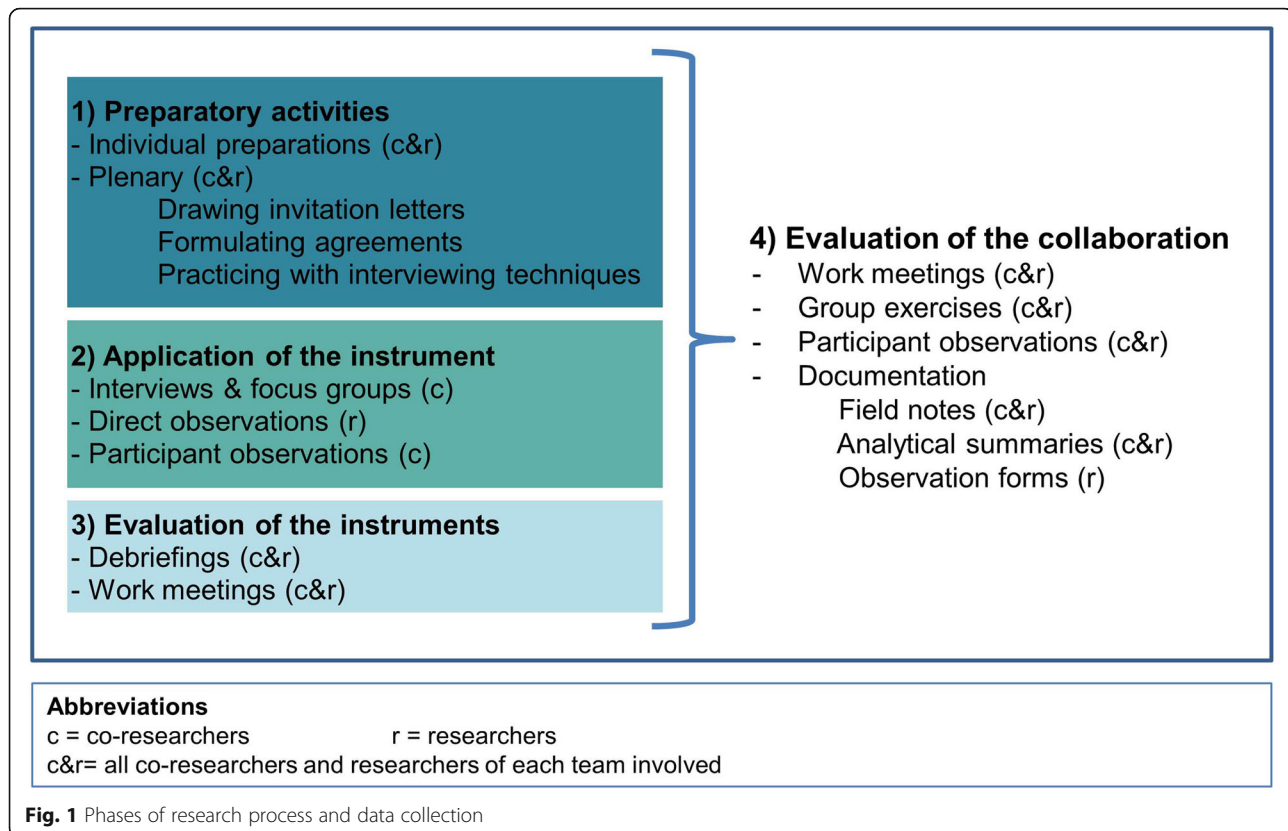 1) Preparatory activities
- Individual preparations (c&r)
- Plenary (c&r)
Drawing invitation letters
Formulating agreements
Practicing with interviewing techniques
2) Application of the instrument
- Interviews & focus groups (c)
- Direct observations (r)
- Participant observations (c)
3) Evaluation of the instruments
- Debriefings (c&r)
- Work meetings (c&r)
4) Evaluation of the collaboration
- Work meetings (c&r)
- Group exercises (c&r)
- Participant observations (c&r)
- Documentation
Field notes (c&r)
Analytical summaries (c&r)
Observation forms (r)
Abbreviations
c = co-researchers r = researchers
c&r= all co-researchers and researchers of each team involved
Fig. 1 Phases of research process and data collection